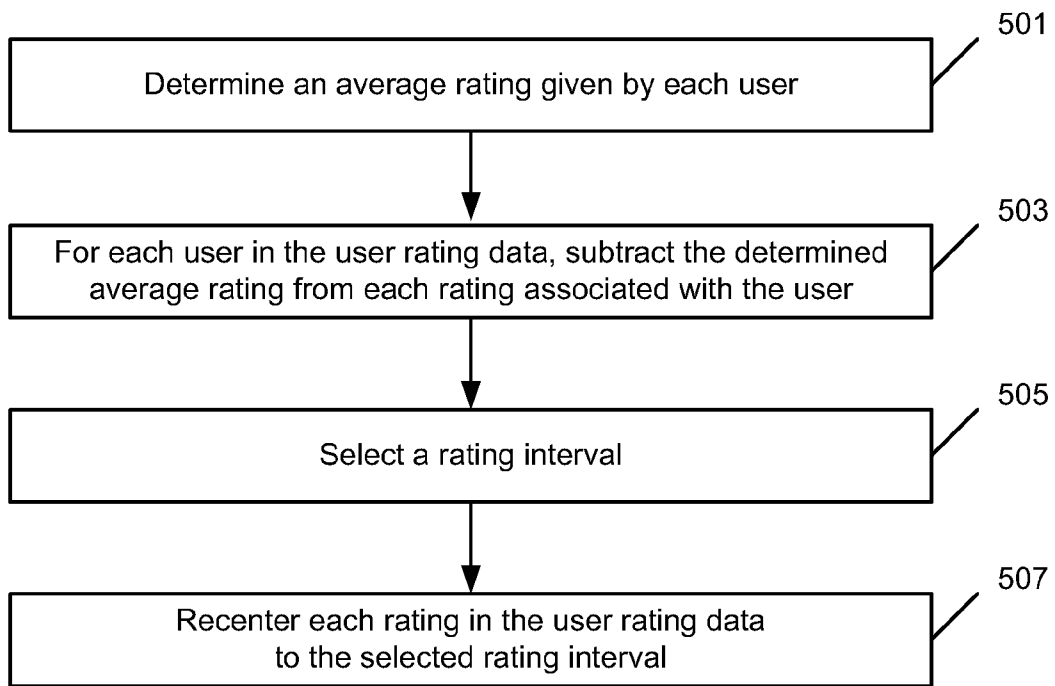 501
Determine an average rating given by each user
503
For each user in the user rating data, subtract the determined
average rating from each rating associated with the user
505
Select a rating interval
507
Recenter each rating in the user rating data
to the selected rating interval